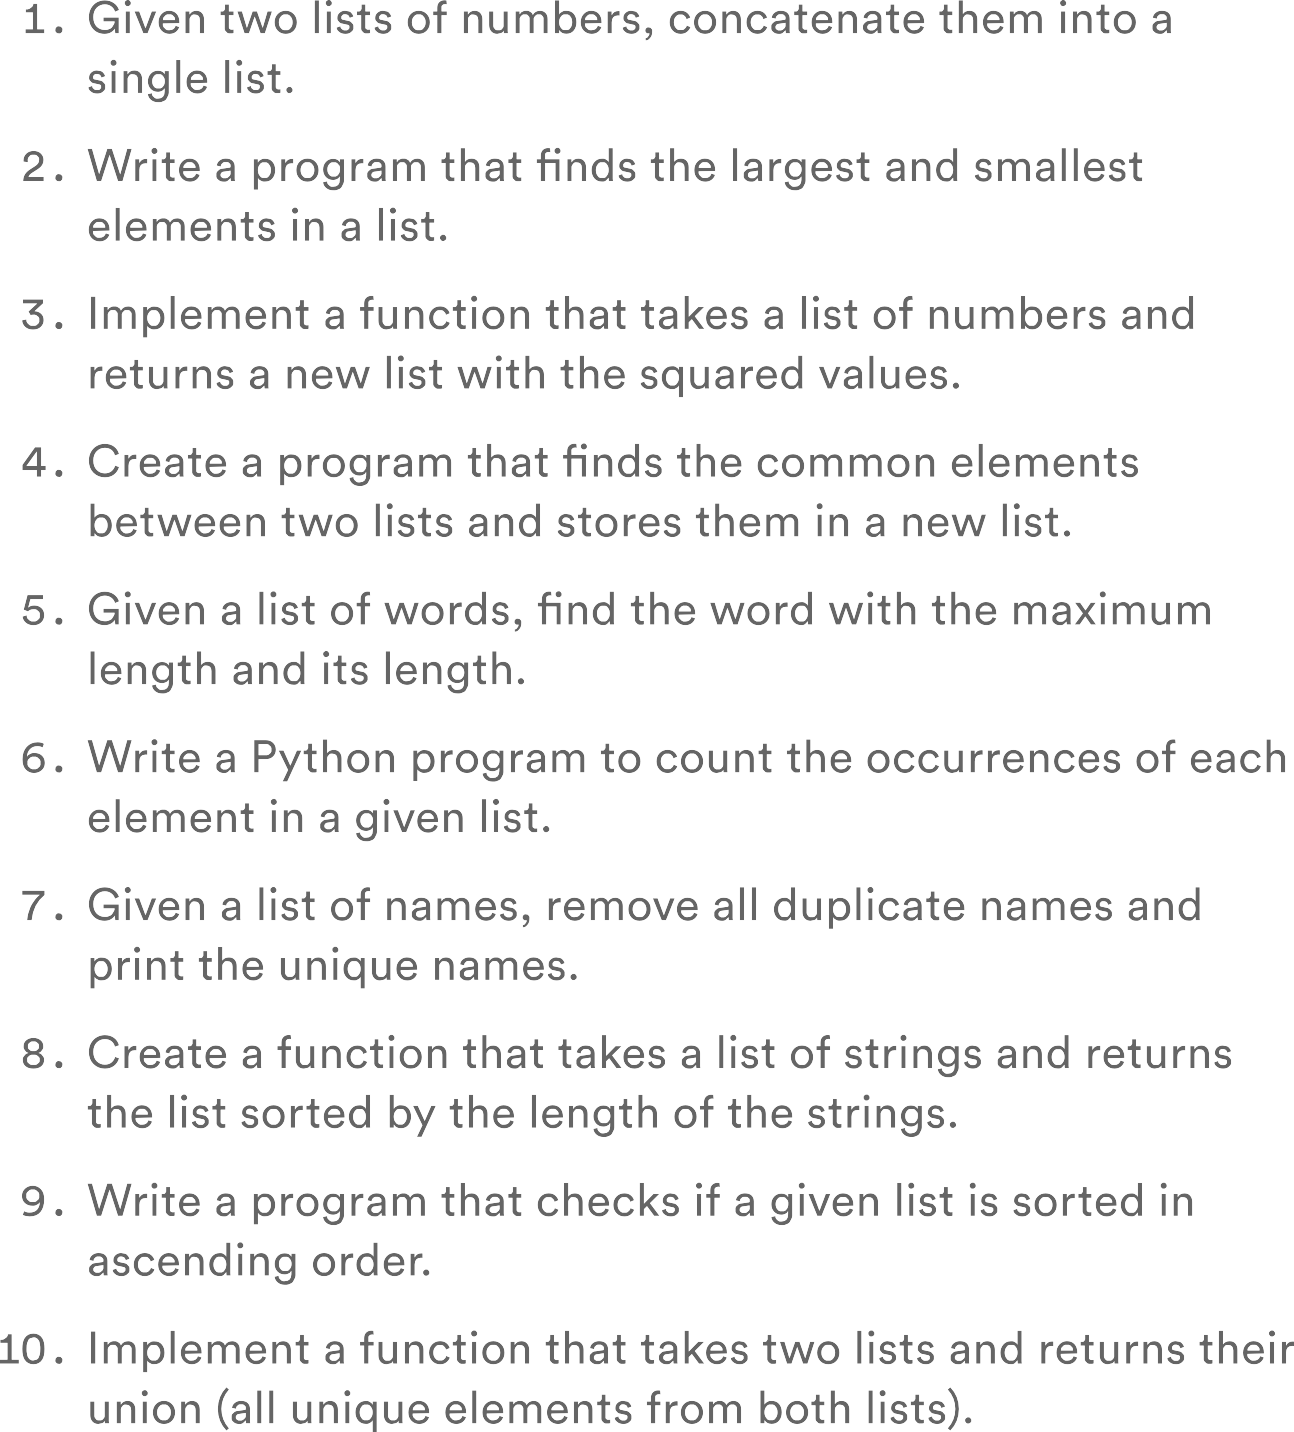 1. Given two lists of numbers, concatenate them into a
single list.
2. Write a program that finds the largest and smallest
elements in a list.
3. Implement a function that takes a list of numbers and
returns a new list with the squared values.
4. Create a program that finds the common elements
between two lists and stores them in a new list.
5. Given a list of words, find the word with the maximum
length and its length.
6. Write a Python program to count the occurrences of each
element in a given list.
7. Given a list of names, remove all duplicate names and
print the unique names.
8. Create a function that takes a list of strings and returns
the list sorted by the length of the strings.
9. Write a program that checks if a given list is sorted in
ascending order.
10. Implement a function that takes two lists and returns their
union (all unique elements from both lists).